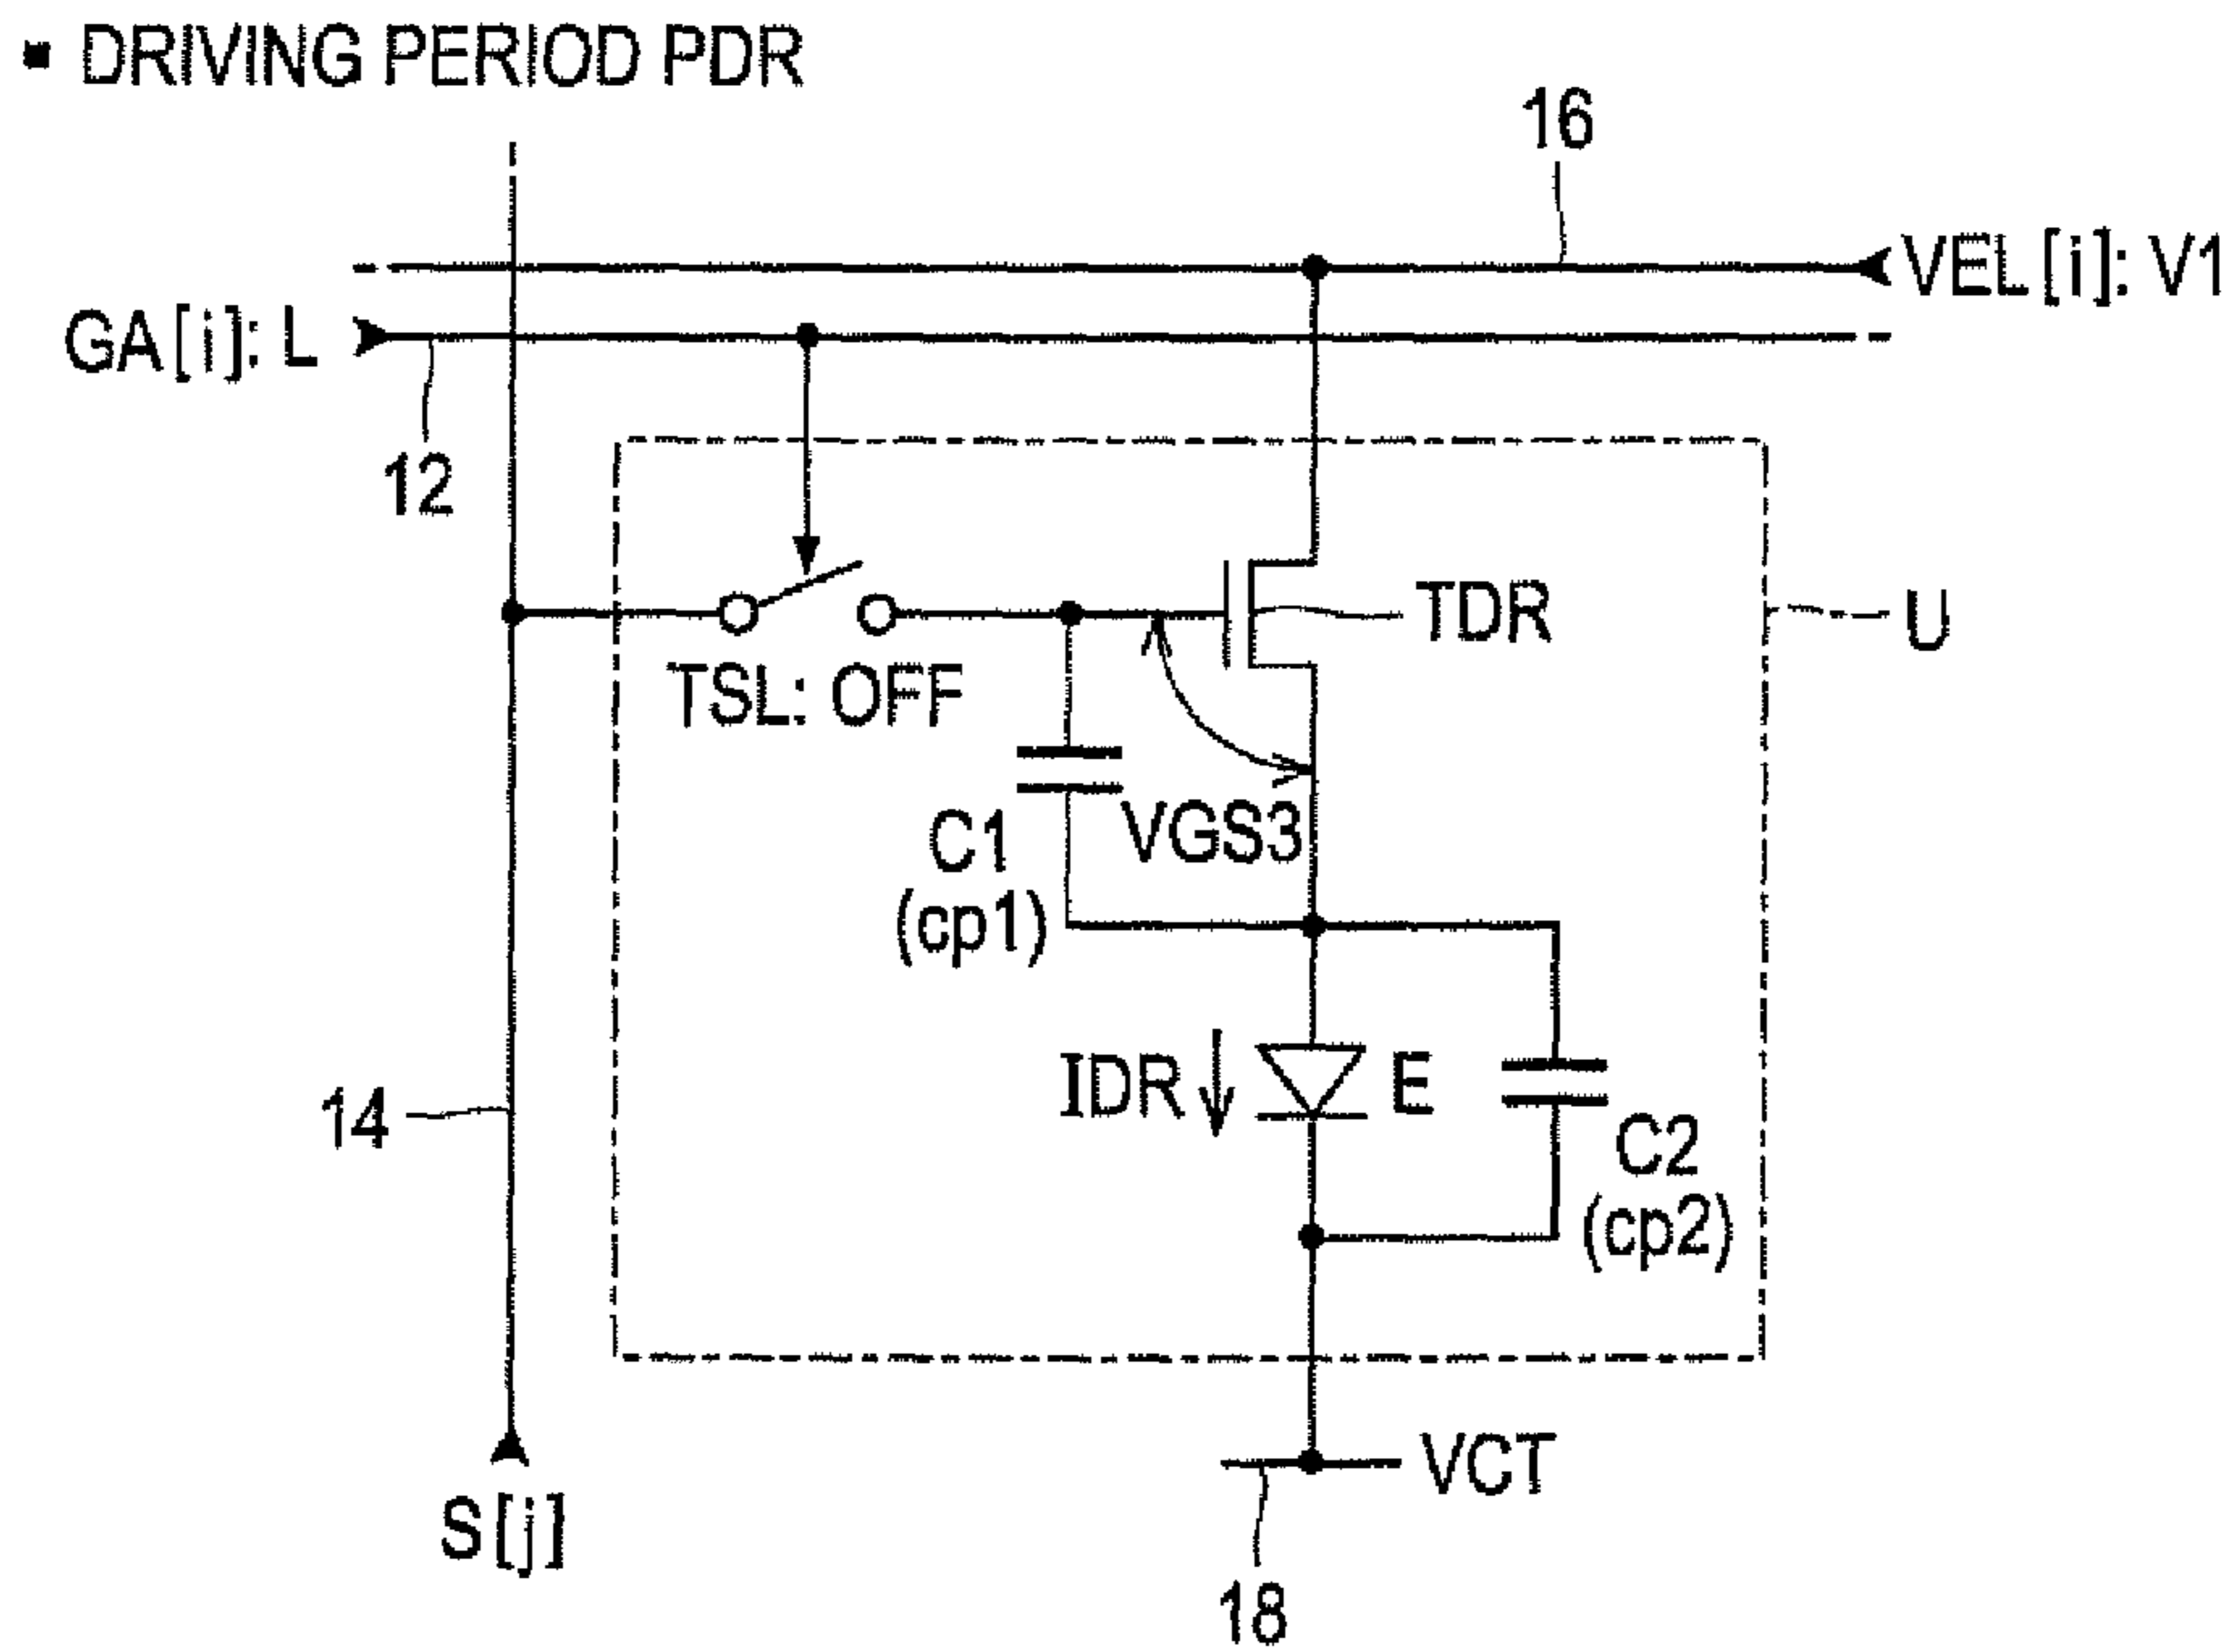 ▪ DRIVING PERIOD PDR
16
VEL[i]: V1
GA[i]: L
12
TDR
U
TSL: OFF
C1
(cp1)
VGS3
IDR
E
14
C2
(cp2)
VCT
S[j]
18